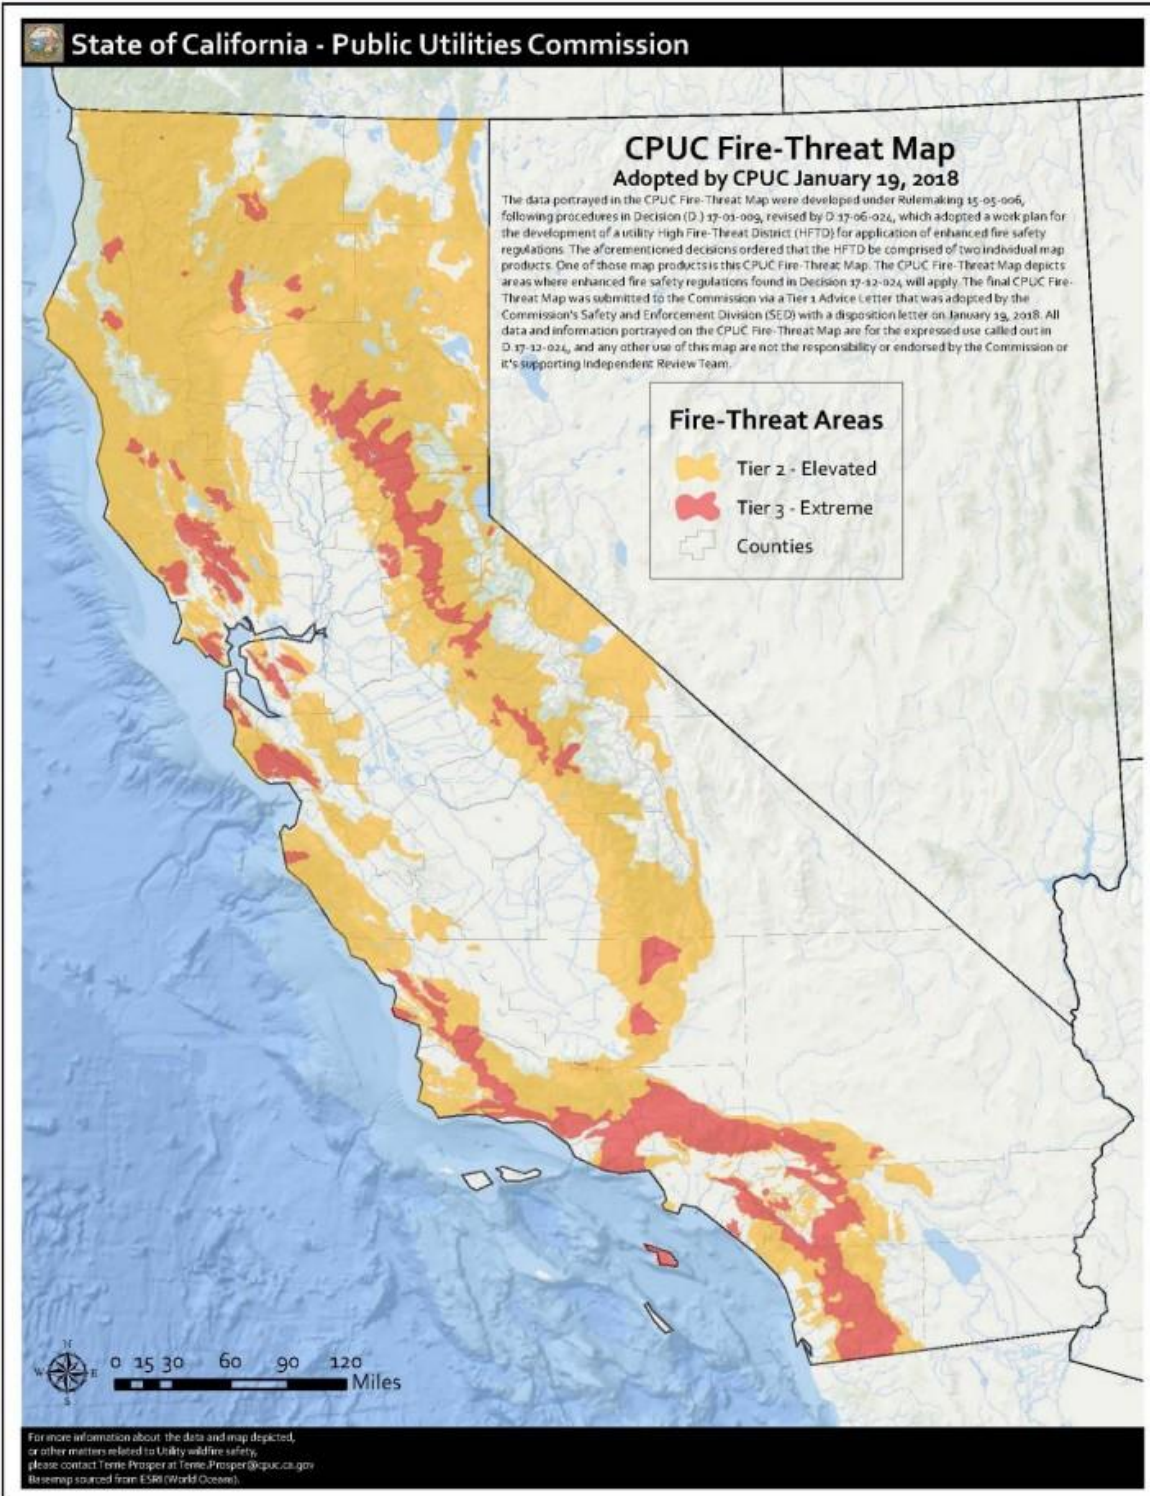 State of California - Public Utilities Commission
CPUC Fire-Threat Map
Adopted by CPUC January 19, 2018
The data portrayed in the CPUC Fire-Threat Map were developed under Rulemaking 15-05-006,
following procedures in Decision (D.) 17-01-009, revised by D.17-06-024, which adopted a work plan for
the development of a utility High Fire-Threat District (HFTD) for application of enhanced fire safety
regulations. The aforementioned decisions ordered that the HFTD be comprised of two individual map
products. One of those map products is this CPUC Fire-Threat Map. The CPUC Fire-Threat Map depicts
areas where enhanced fire safety regulations found in Decision 17-12-024 will apply. The final CPUC Fire-
Threat Map was submitted to the Commission via a Tier 1 Advice Letter that was adopted by the
Commission's Safety and Enforcement Division (SED) with a disposition letter on January 19, 2018. All
data and information portrayed on the CPUC Fire-Threat Map are for the expressed use called out in
D.17-12-024, and any other use of this map are not the responsibility or endorsed by the Commission or
it's supporting Independent Review Team.
Fire-Threat Areas
Tier 2 - Elevated
Tier 3 - Extreme
Counties
N
W E
S
0 15 30 60 90 120
Miles
For more information about the data and map depicted,
or other matters related to Utility wildfire safety,
please contact Terrie Prosper at Terrie.Prosper@cpuc.ca.gov
Basemap sourced from ESRI (World Oceans).